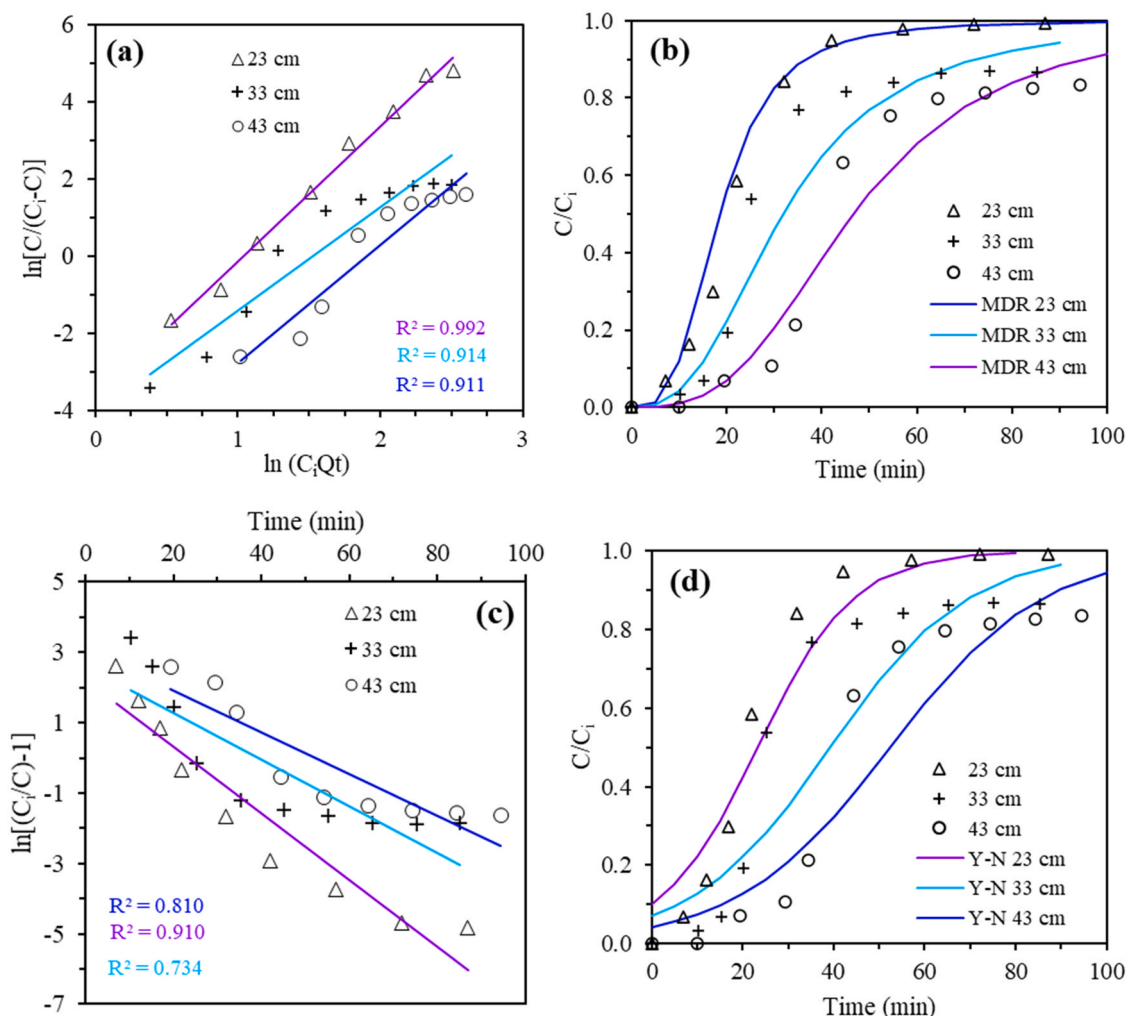 (a)
23 cm
33 cm
43 cm
ln[C/(Cᵢ-C)]
6
4
2
0
-2
-4
R² = 0.992
R² = 0.914
R² = 0.911
0 1 2 3
ln (CᵢQt)
(b)
C/Cᵢ
1.0
0.8
0.6
0.4
0.2
0.0
23 cm
33 cm
43 cm
MDR 23 cm
MDR 33 cm
MDR 43 cm
0 20 40 60 80 100
Time (min)
Time (min)
0 20 40 60 80 100
(c)
23 cm
33 cm
43 cm
ln[(Cᵢ/C)-1]
5
3
1
-1
-3
-5
-7
R² = 0.810
R² = 0.910
R² = 0.734
(d)
C/Cᵢ
1.0
0.8
0.6
0.4
0.2
0.0
23 cm
33 cm
43 cm
Y-N 23 cm
Y-N 33 cm
Y-N 43 cm
0 20 40 60 80 100
Time (min)